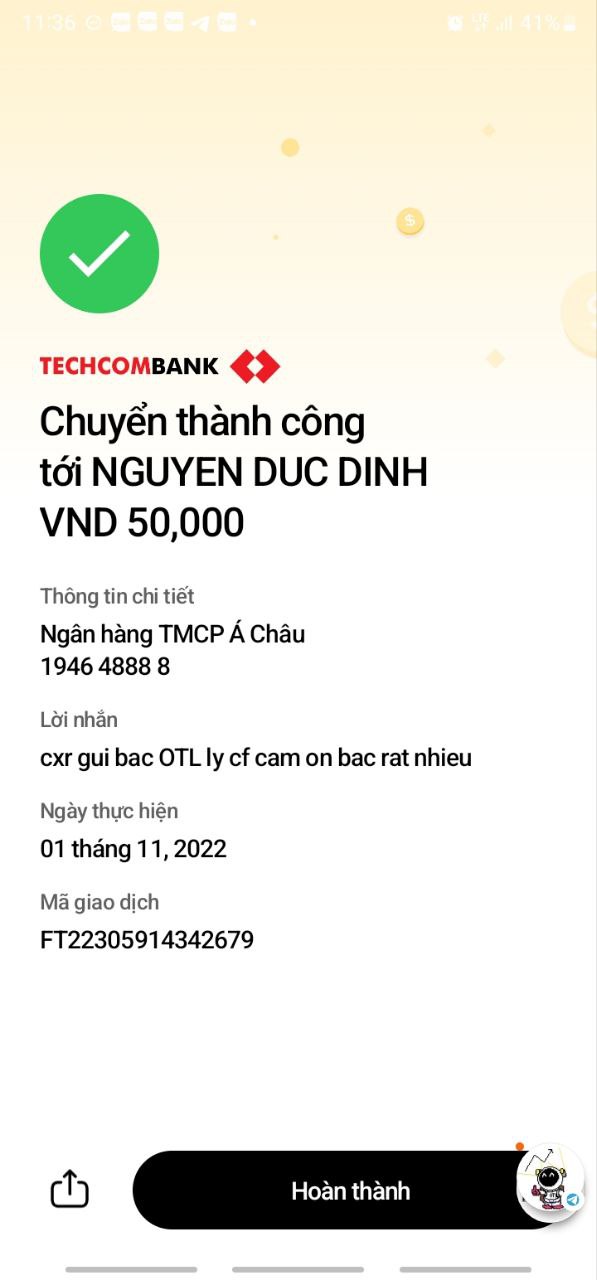 11:36 41%
TECHCOMBANK
Chuyển thành công
tới NGUYEN DUC DINH
VND 50,000
Thông tin chi tiết
Ngân hàng TMCP Á Châu
1946 4888 8
Lời nhắn
cxr gui bac OTL ly cf cam on bac rat nhieu
Ngày thực hiện
01 tháng 11, 2022
Mã giao dịch
FT22305914342679
Hoàn thành